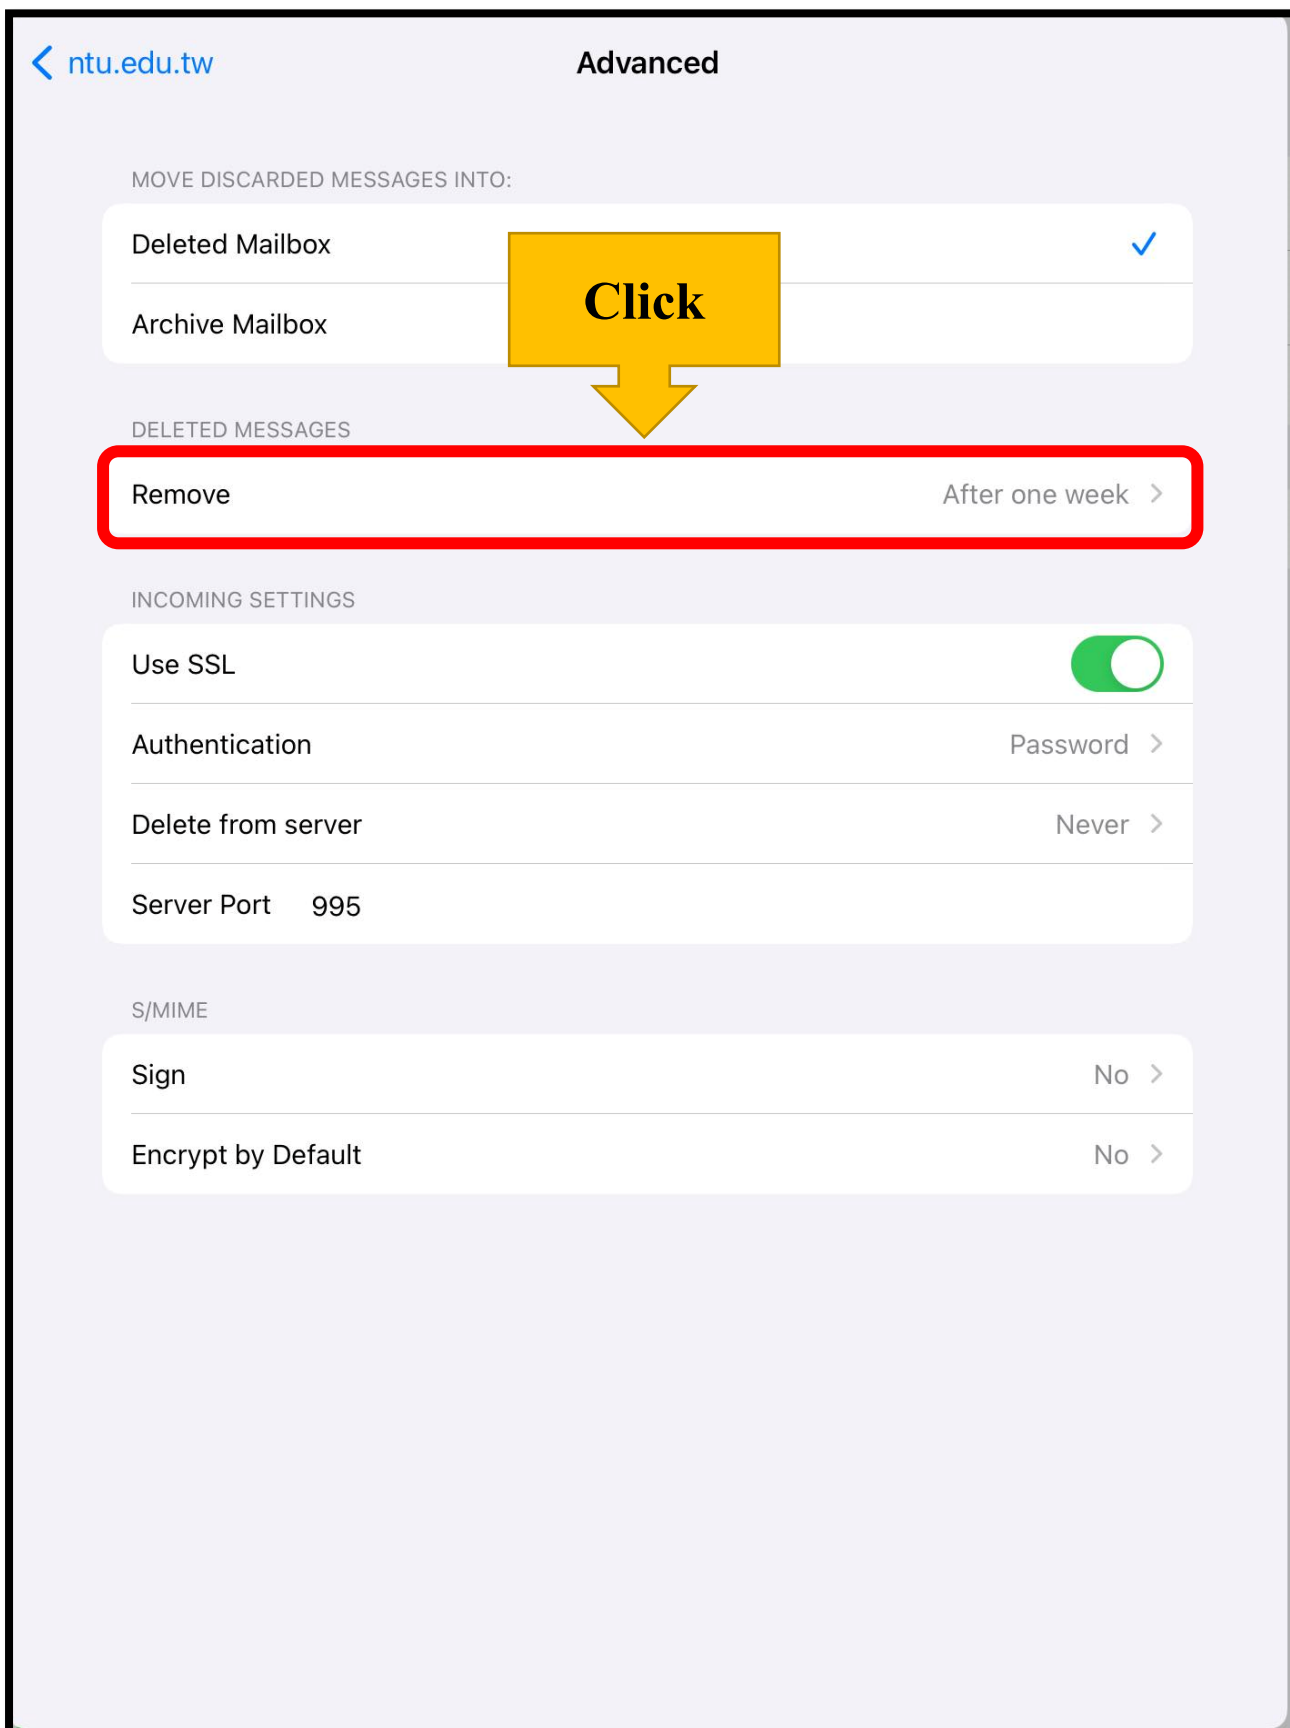 ntu.edu.tw
Advanced
MOVE DISCARDED MESSAGES INTO:
Deleted Mailbox
Archive Mailbox
Click
DELETED MESSAGES
Remove After one week
INCOMING SETTINGS
Use SSL
Authentication Password
Delete from server Never
Server Port 995
S/MIME
Sign No
Encrypt by Default No